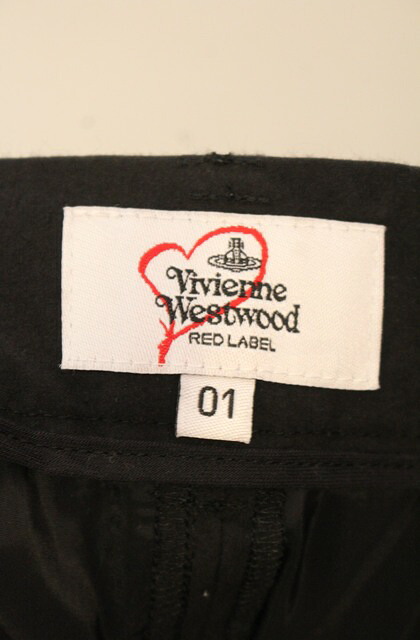 Vivienne
Westwood
RED LABEL
01